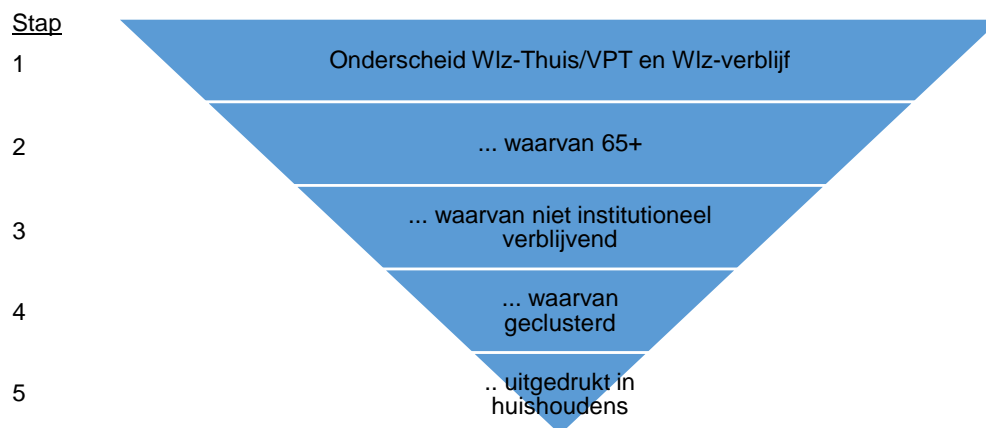 Stap
1
Onderscheid Wlz-Thuis/VPT en Wlz-verblijf
2
... waarvan 65+
3
... waarvan niet institutioneel
verblijvend
4
... waarvan
geclusterd
5
.. uitgedrukt in
huishoudens